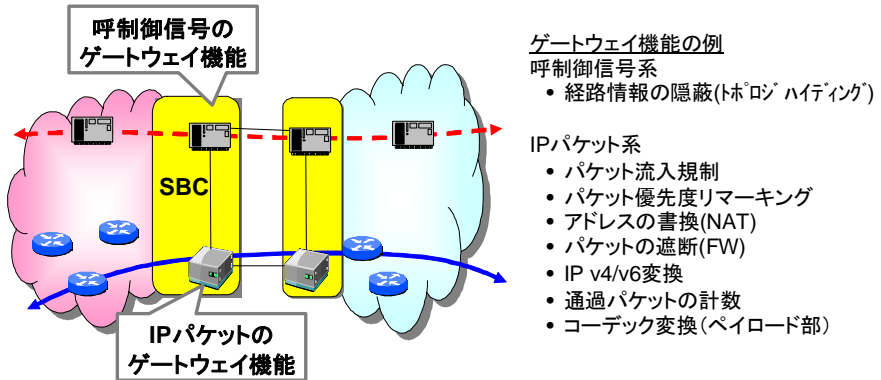 呼制御信号の
ゲートウェイ機能
SBC
IPパケットの
ゲートウェイ機能
ゲートウェイ機能の例
呼制御信号系
• 経路情報の隠蔽(ﾄﾎﾟﾛｼﾞ ﾊｲﾃﾞｨﾝｸﾞ)
IPパケット系
• パケット流入規制
• パケット優先度リマーキング
• アドレスの書換(NAT)
• パケットの遮断(FW)
• IP v4/v6変換
• 通過パケットの計数
• コーデック変換（ペイロード部）